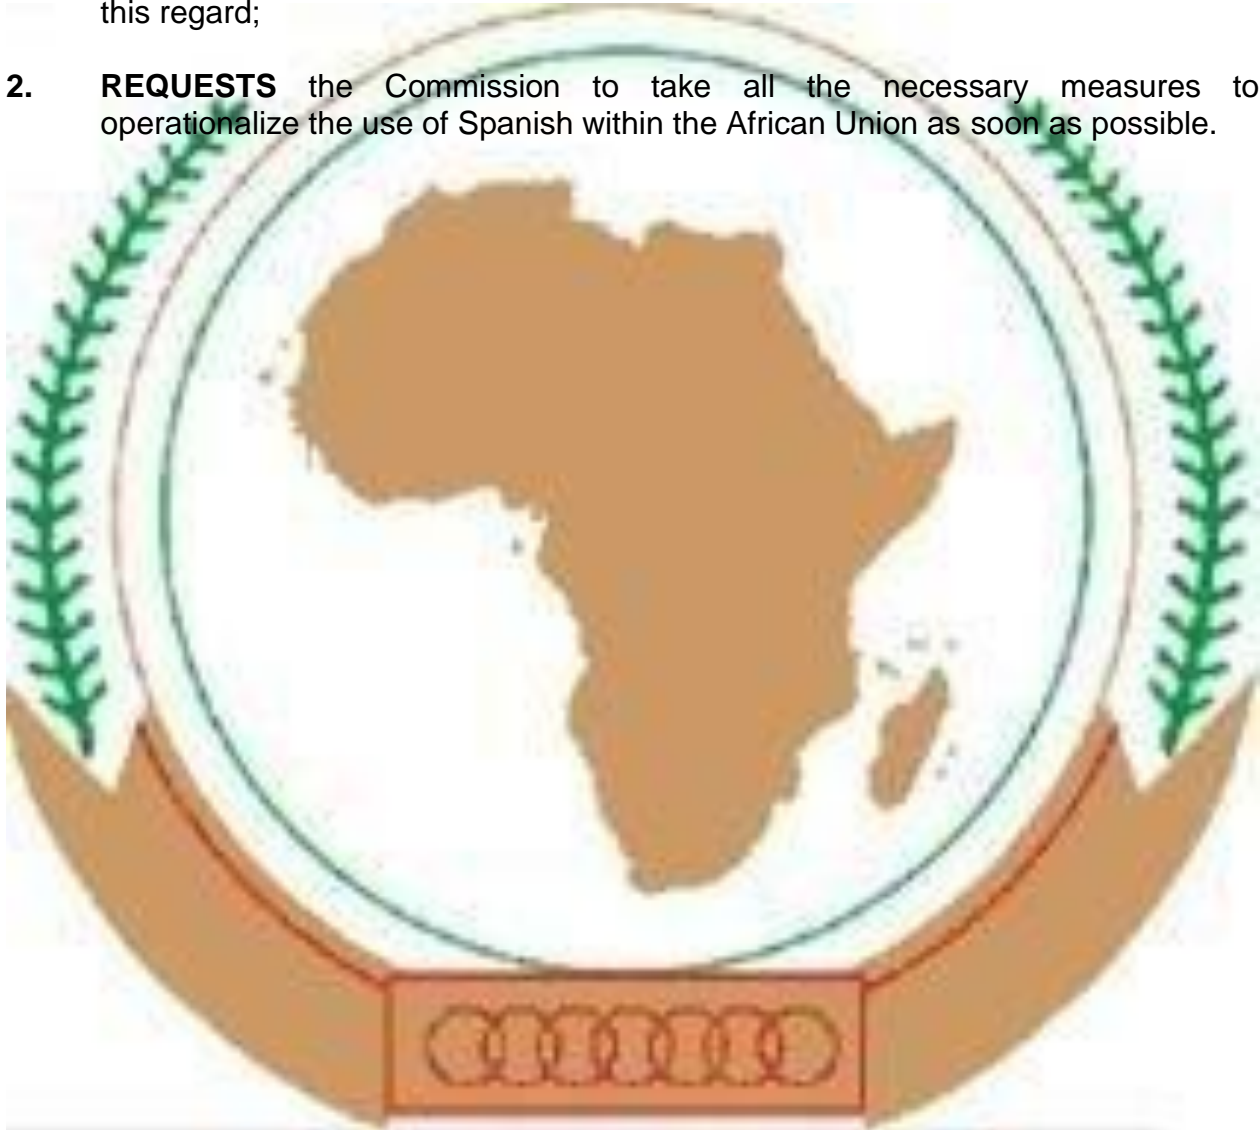 this regard;
2. REQUESTS the Commission to take all the necessary measures to
operationalize the use of Spanish within the African Union as soon as possible.